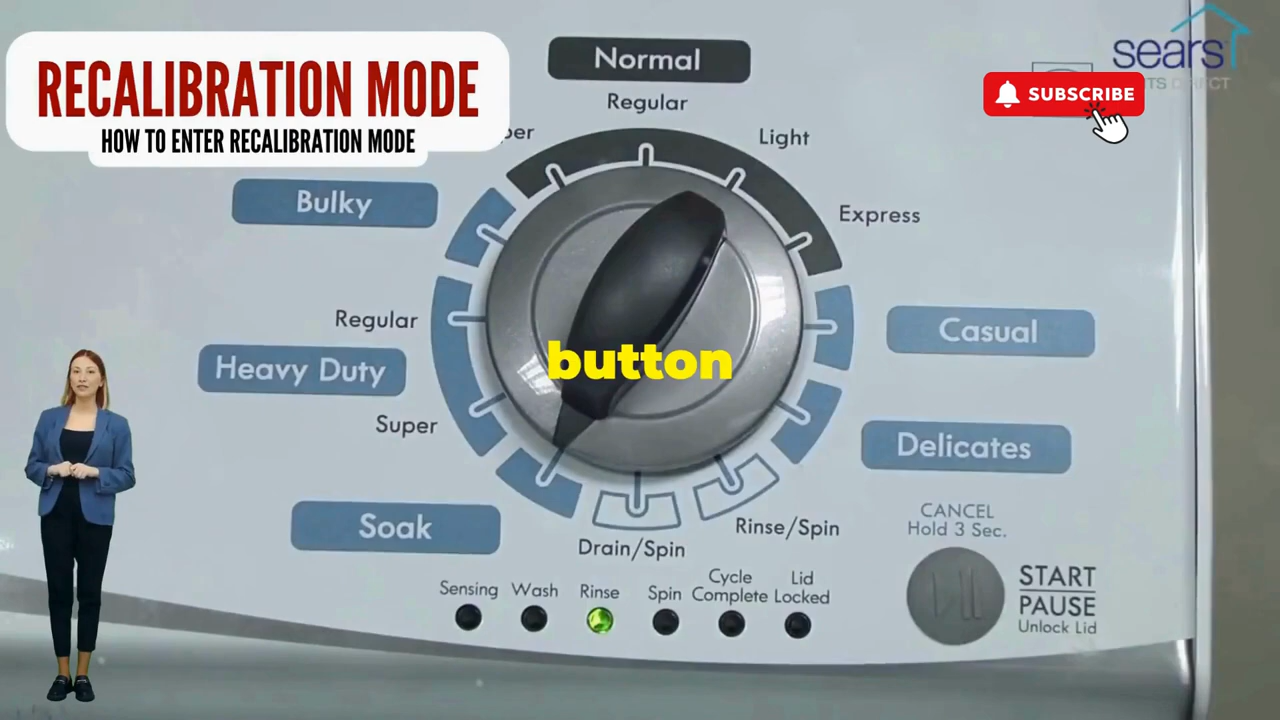 RECALIBRATION MODE
HOW TO ENTER RECALIBRATION MODE
sears
SUBSCRIBE
DIRECT
Normal
Regular
Light
Express
Bulky
Regular
Heavy Duty
Super
Soak
Casual
Delicates
Rinse/Spin
Drain/Spin
button
CANCEL
Hold 3 Sec.
START
PAUSE
Unlock Lid
Sensing
Wash
Rinse
Spin
Cycle
Complete
Lid
Locked